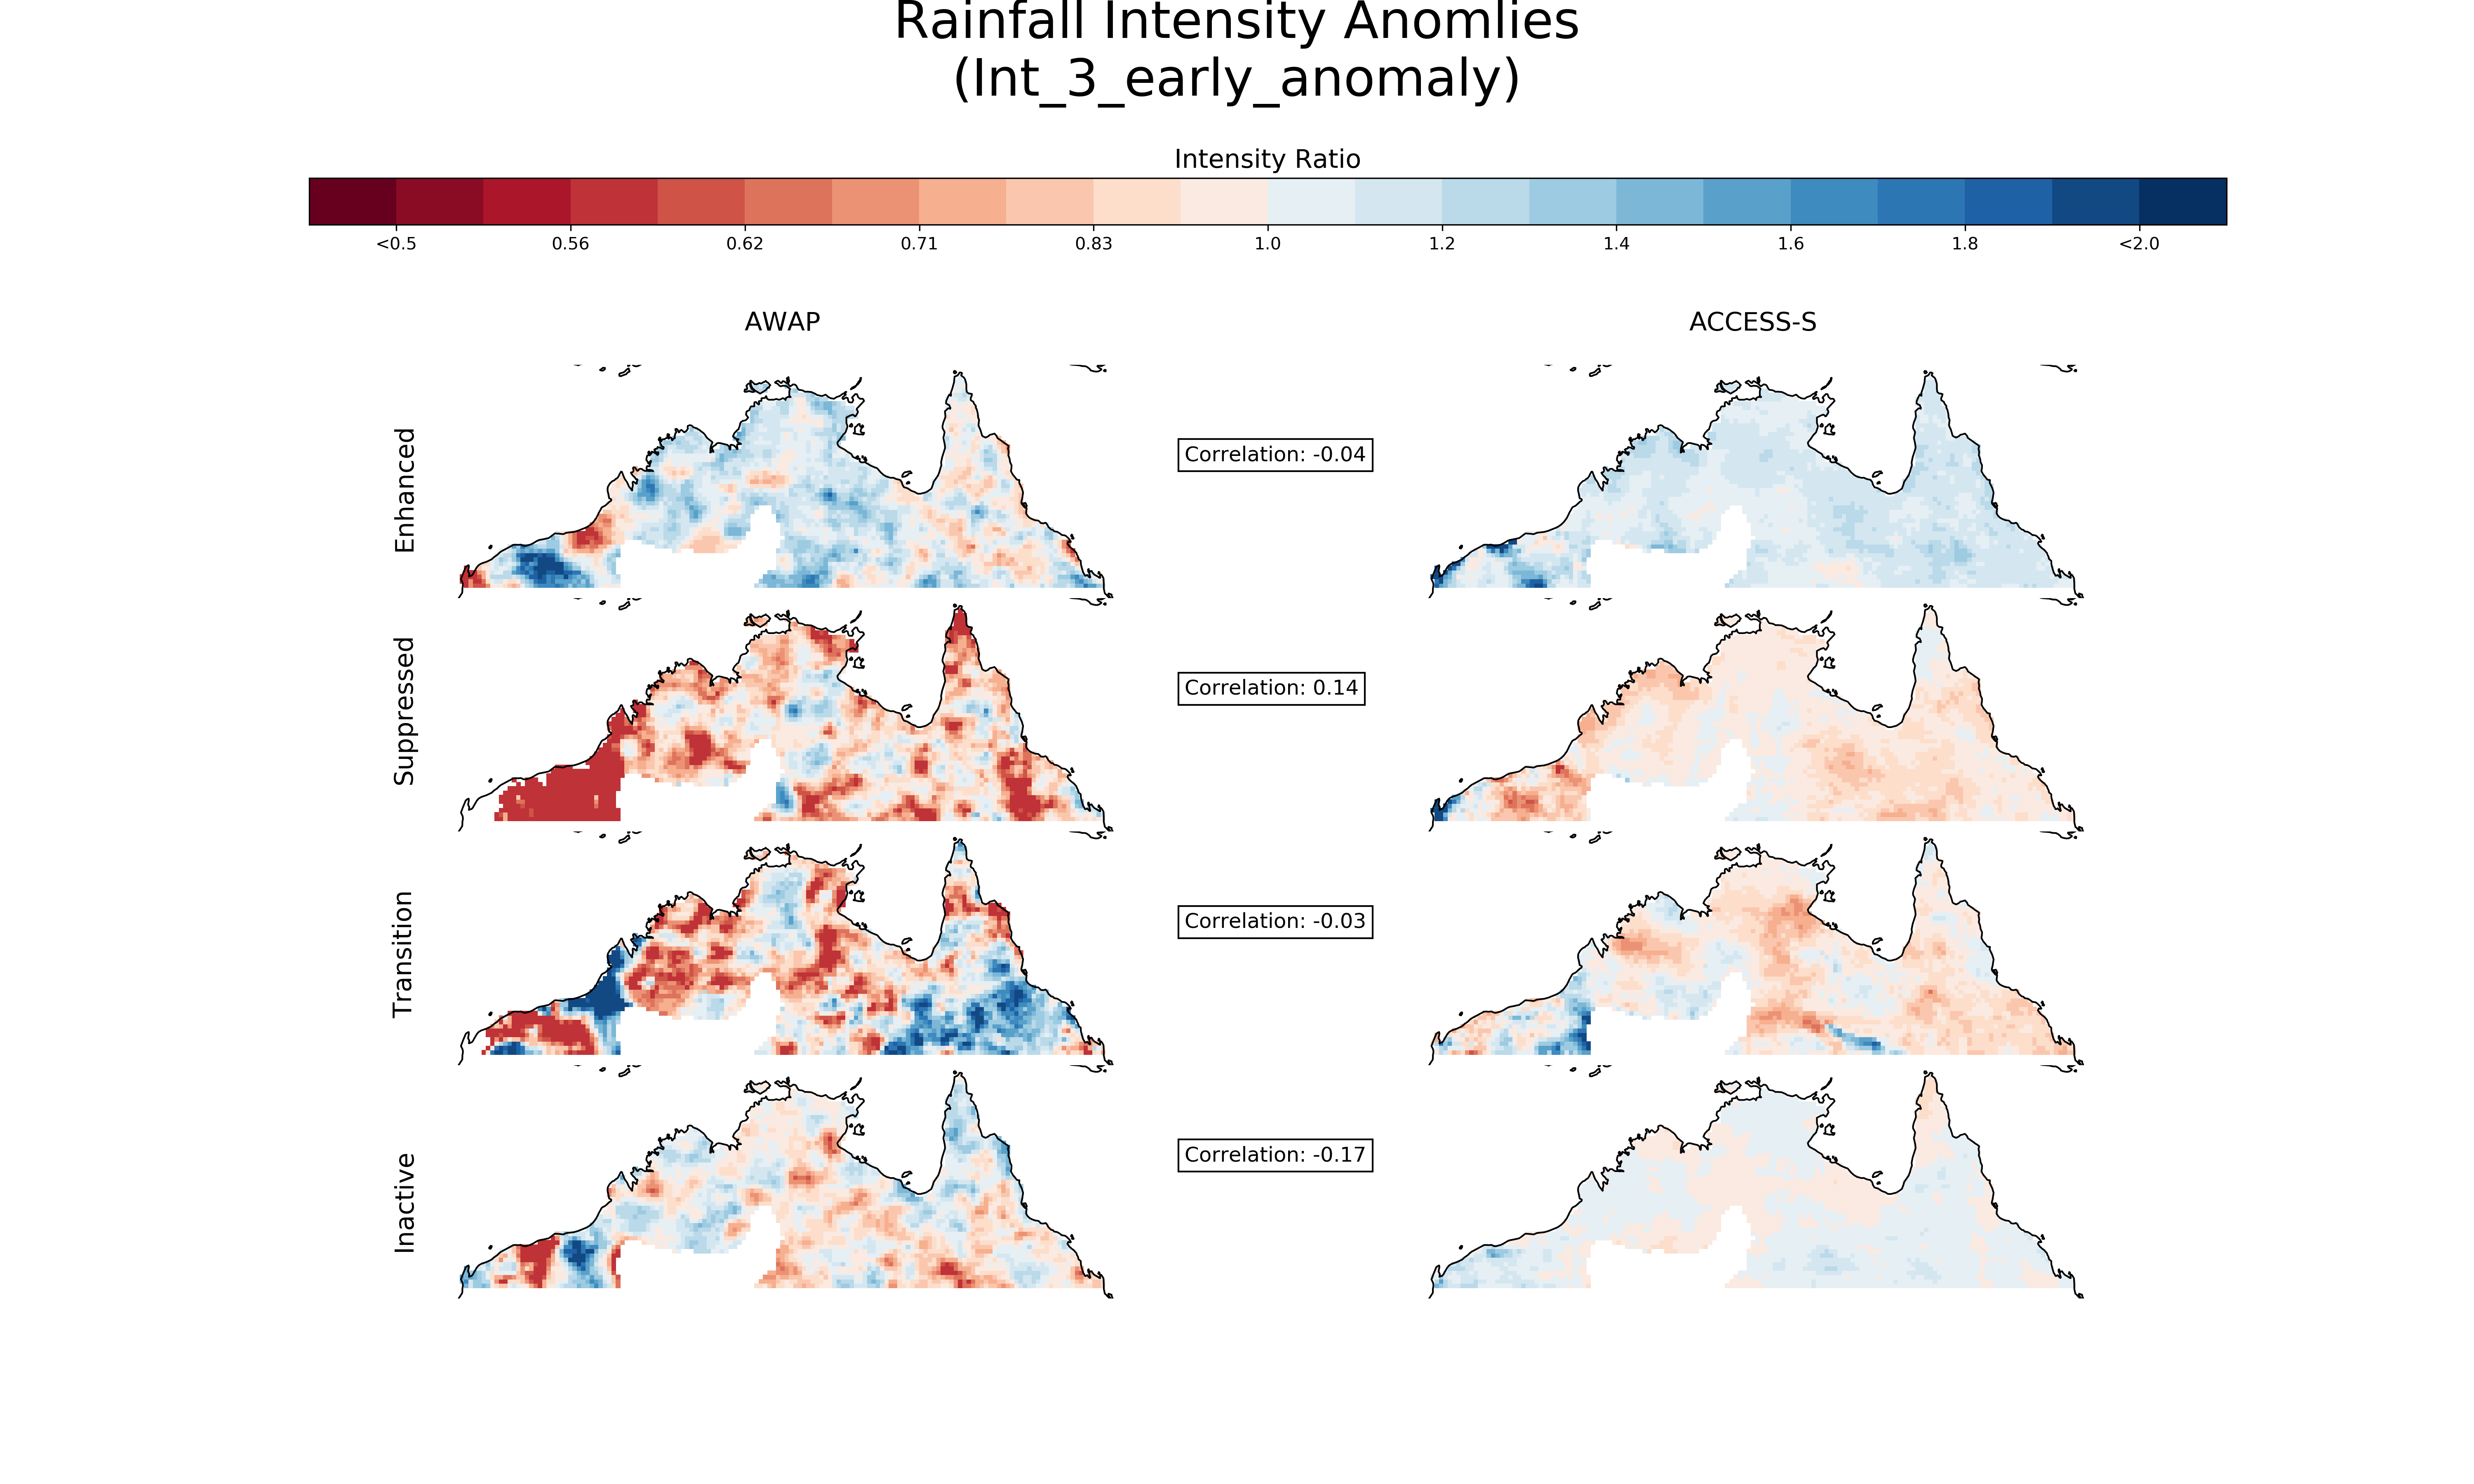 Rainfall Intensity Anomlies
(Int_3_early_anomaly)
Intensity Ratio
<0.5 0.56 0.62 0.71 0.83 1.0 1.2 1.4 1.6 1.8 <2.0
AWAP ACCESS-S
Enhanced
Correlation: -0.04
Suppressed
Correlation: 0.14
Transition
Correlation: -0.03
Inactive
Correlation: -0.17